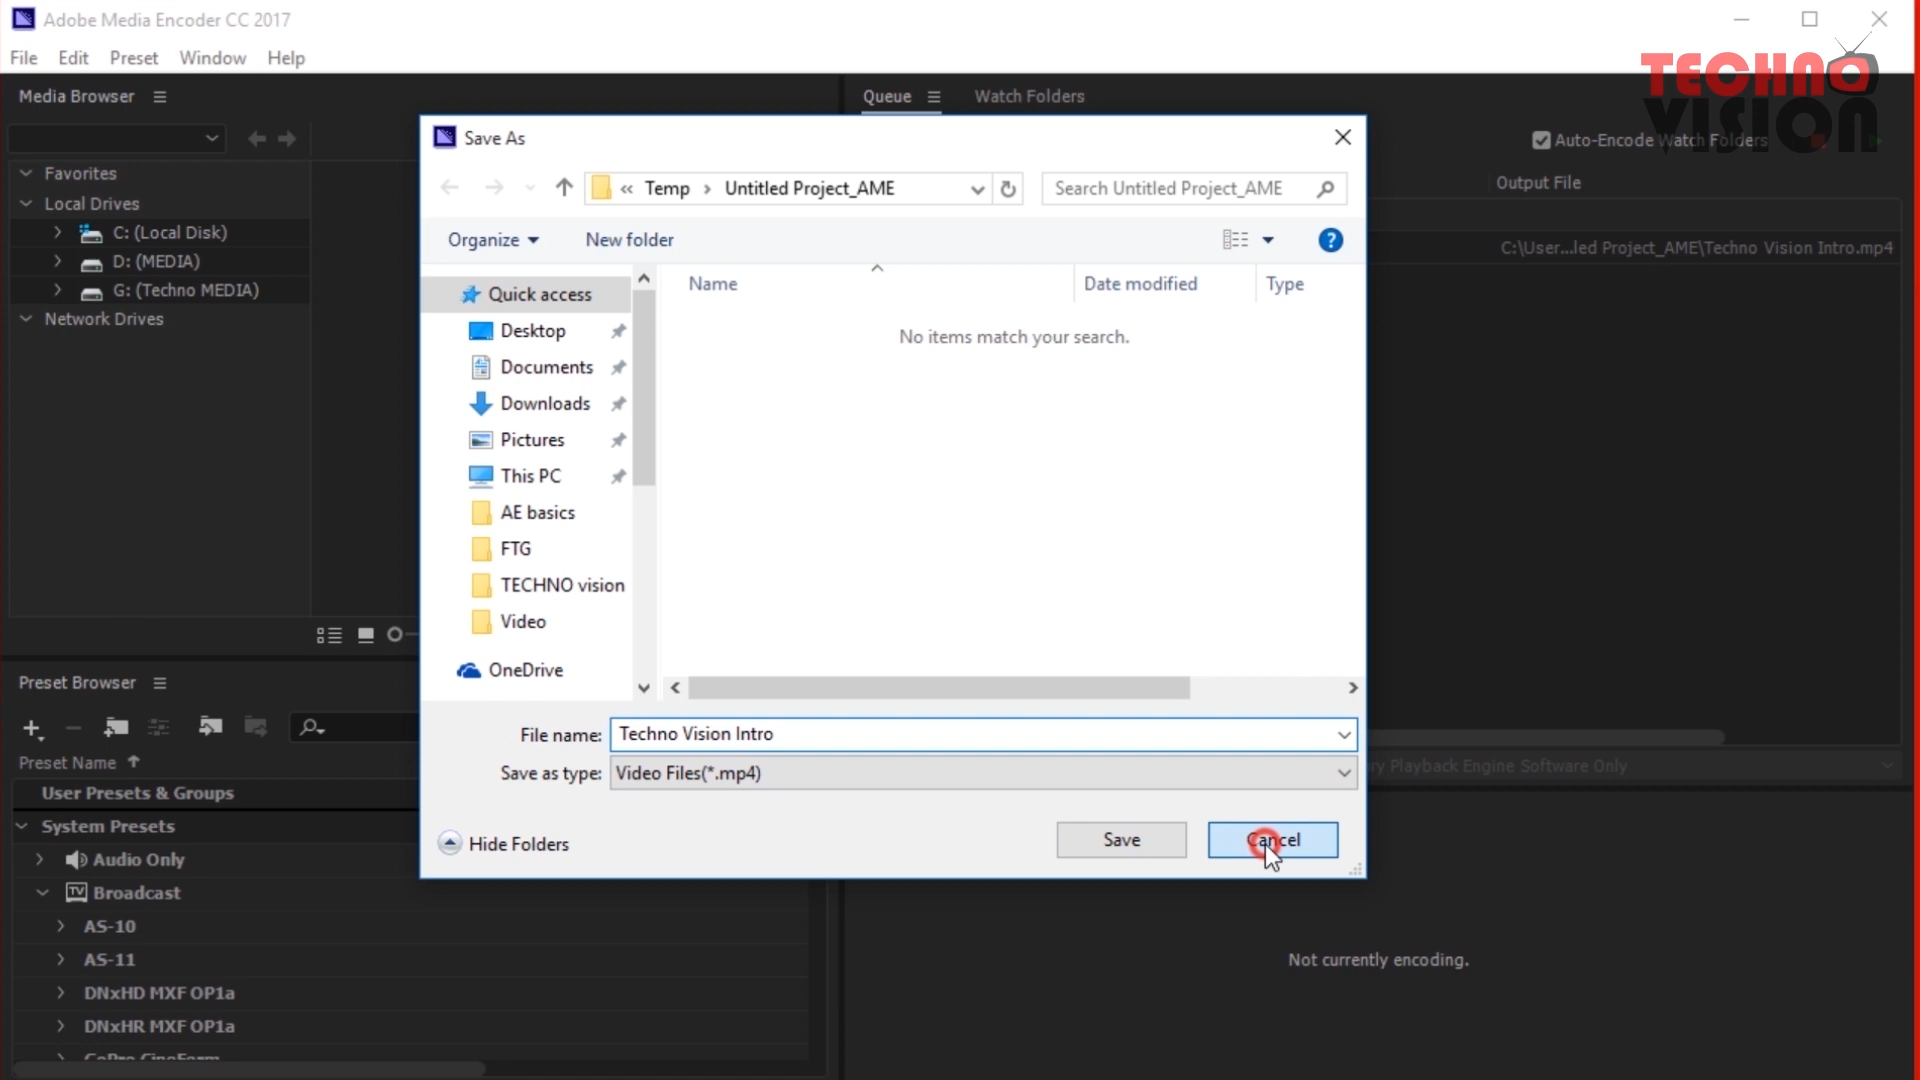 Adobe Media Encoder CC 2017
File Edit Preset Window Help
TECHNO
VISION
Media Browser
Queue Watch Folders
Auto-Encode Watch Folders
Output File
C:\User...led Project_AME\Techno Vision Intro.mp4
Favorites
Local Drives
C: (Local Disk)
D: (MEDIA)
G: (Techno MEDIA)
Network Drives
Save As
« Temp › Untitled Project_AME
Search Untitled Project_AME
Organize New folder
?
Name Date modified Type
No items match your search.
Quick access
Desktop
Documents
Downloads
Pictures
This PC
AE basics
FTG
TECHNO vision
Video
OneDrive
File name: Techno Vision Intro
Save as type: Video Files(*.mp4)
Hide Folders
Save Cancel
Preset Browser
Preset Name
User Presets & Groups
System Presets
Audio Only
TV Broadcast
AS-10
AS-11
DNxHD MXF OP1a
DNxHR MXF OP1a
GoPro CineForm
ry Playback Engine Software Only
Not currently encoding.